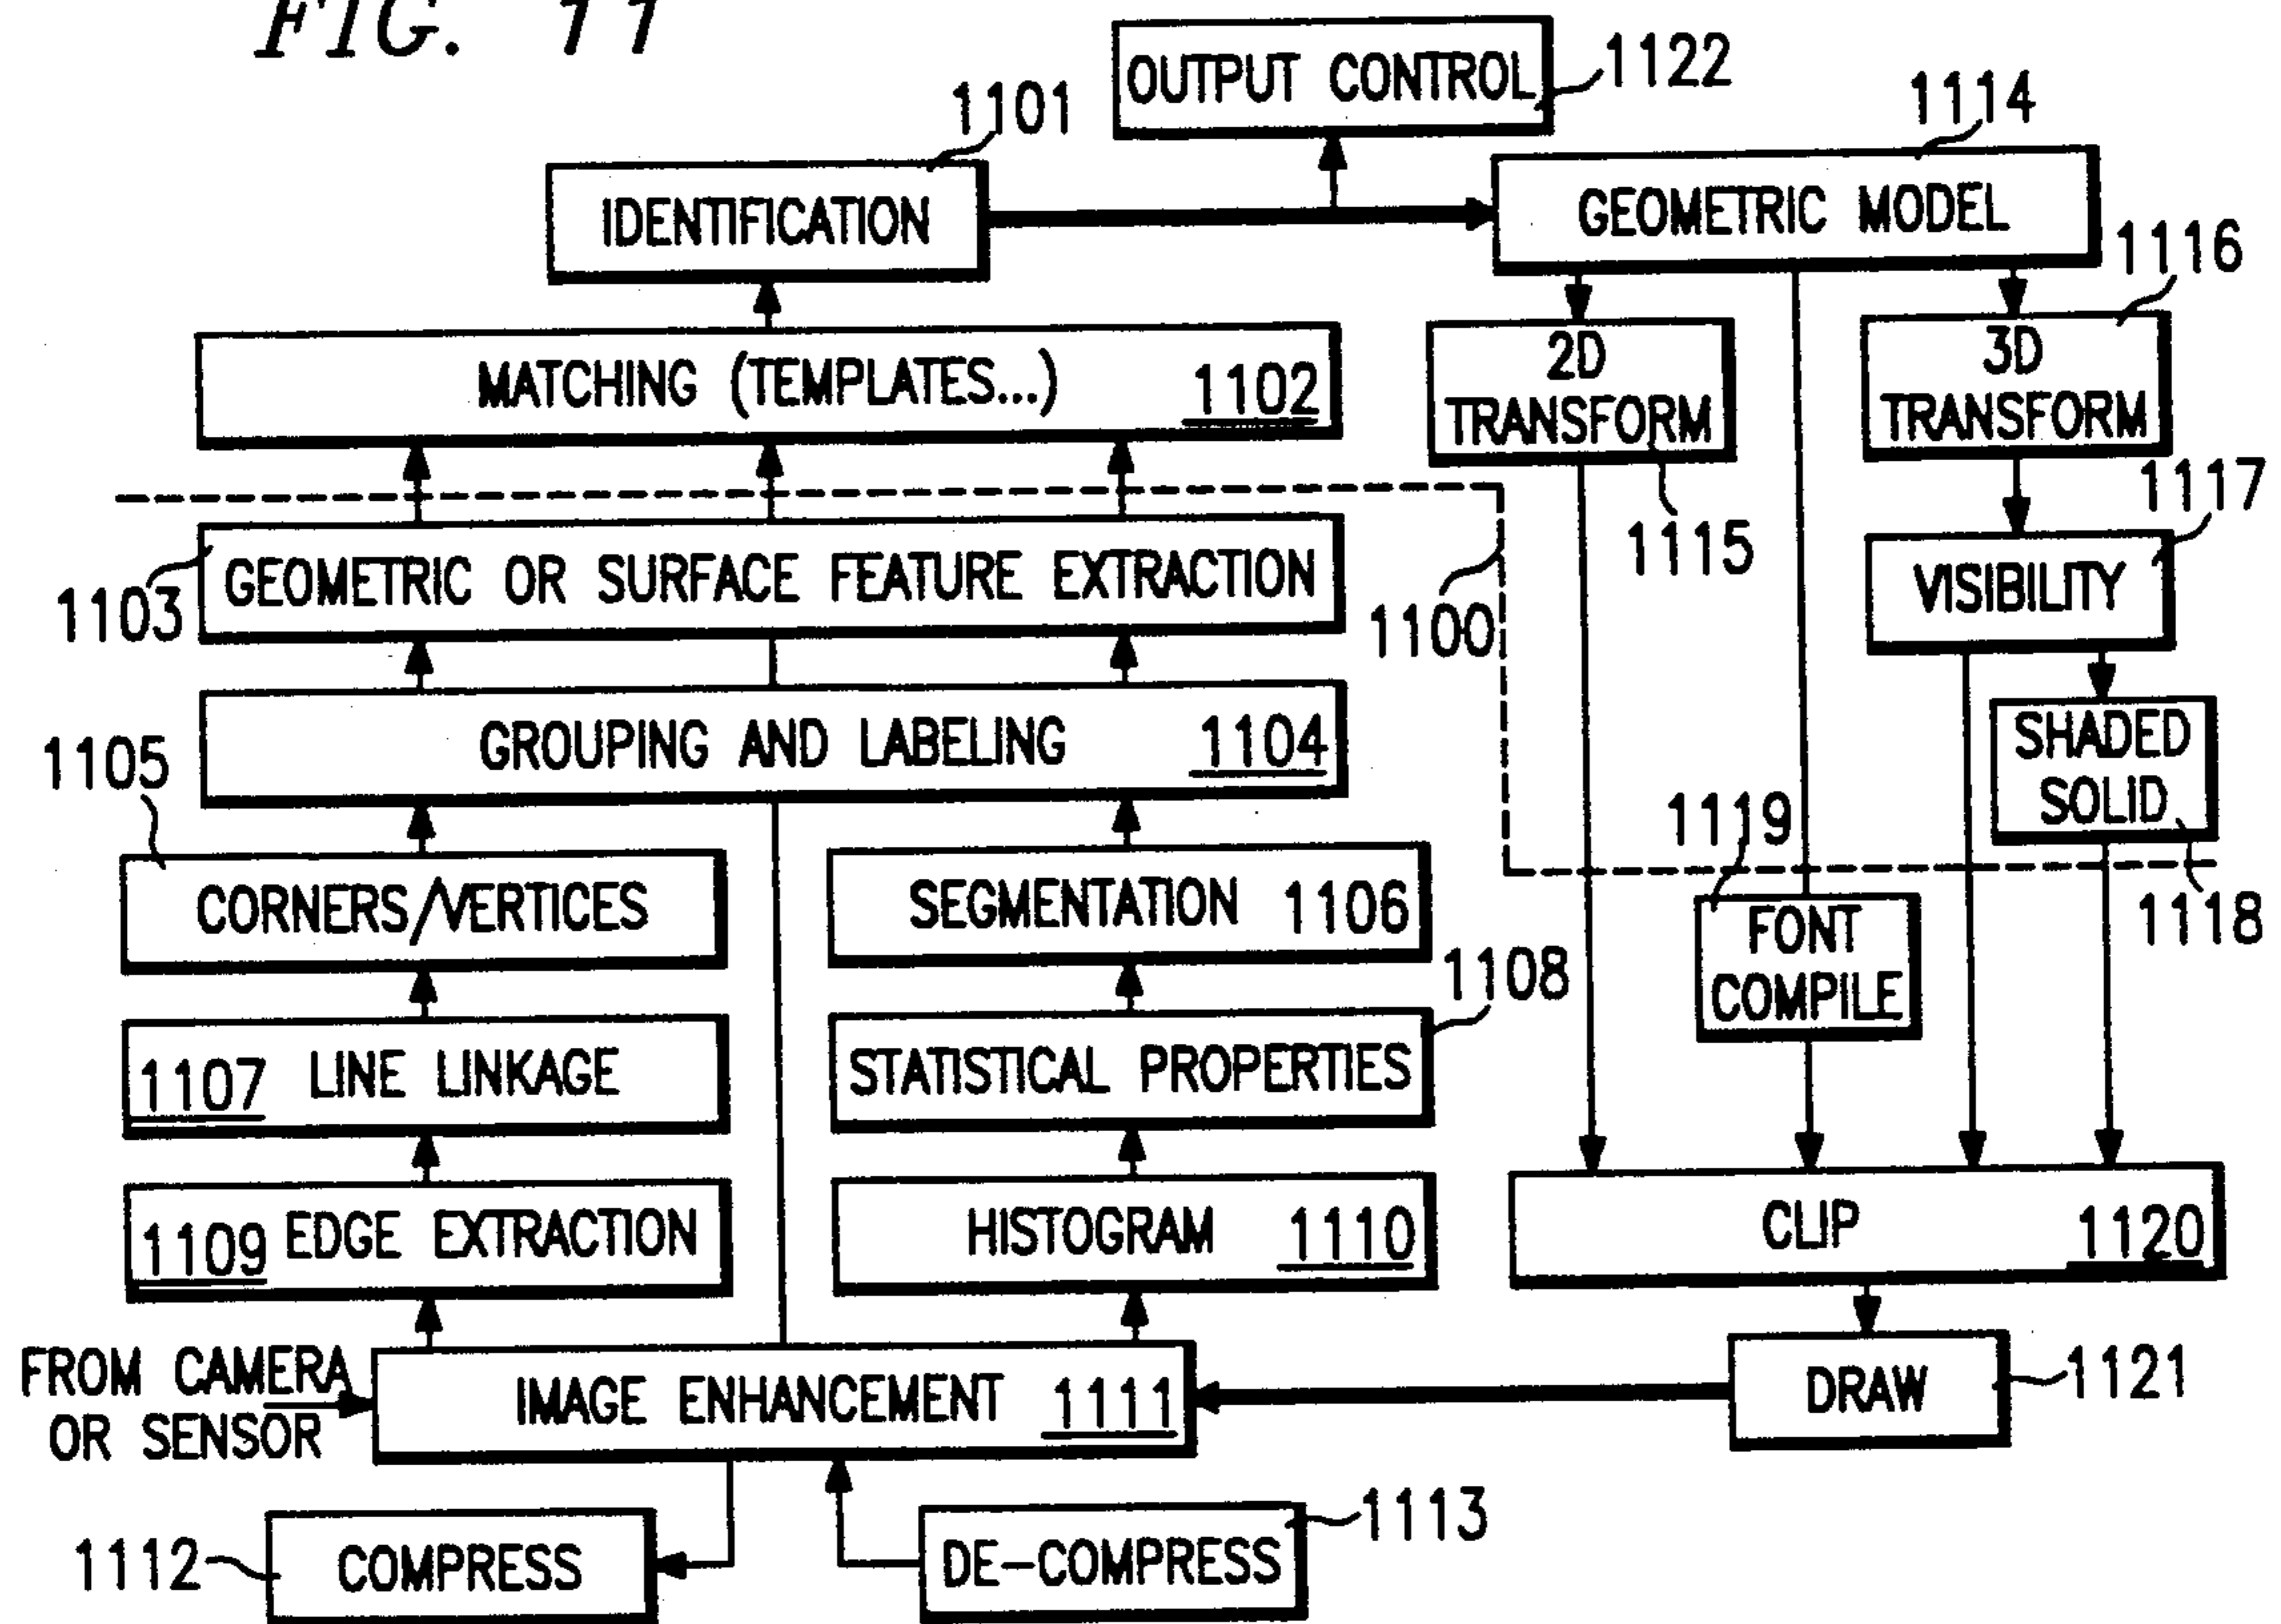 FIG. 11
OUTPUT CONTROL
1122
1101
1114
IDENTIFICATION
GEOMETRIC MODEL
1116
MATCHING (TEMPLATES...) 1102
2D
TRANSFORM
1115
3D
TRANSFORM
1117
1103
GEOMETRIC OR SURFACE FEATURE EXTRACTION
1100
VISIBILITY
GROUPING AND LABELING 1104
SHADED
SOLID
1118
1105
1119
CORNERS/VERTICES
SEGMENTATION 1106
FONT
COMPILE
1108
1107 LINE LINKAGE
STATISTICAL PROPERTIES
1109 EDGE EXTRACTION
HISTOGRAM 1110
CLIP 1120
FROM CAMERA
OR SENSOR
IMAGE ENHANCEMENT 1111
DRAW
1121
1112
COMPRESS
DE-COMPRESS
1113